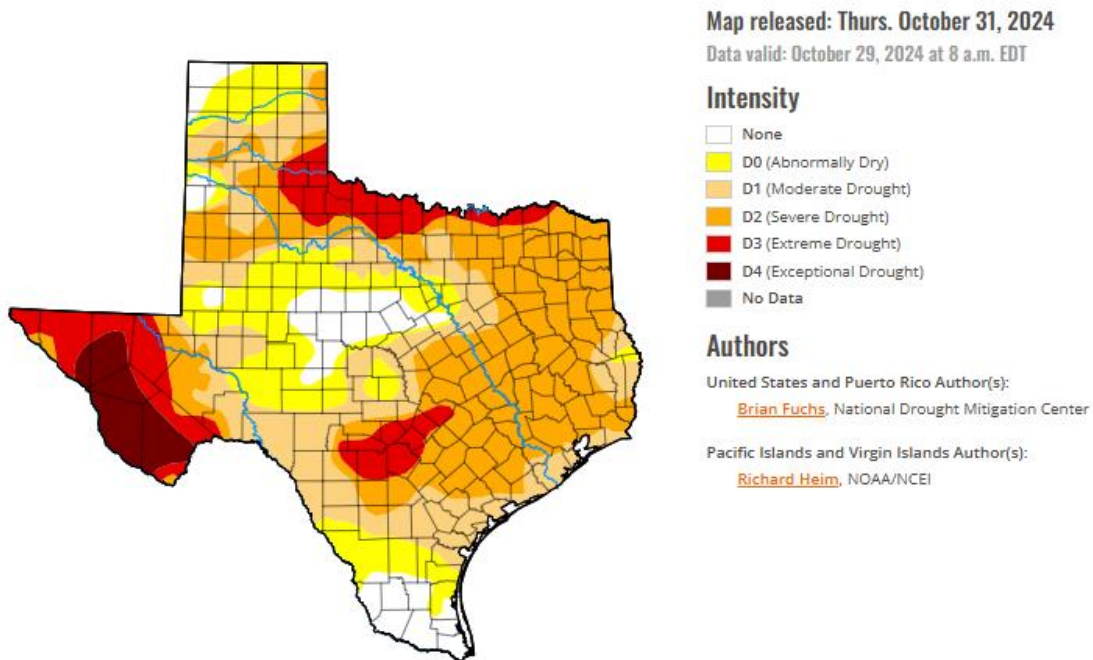 Map released: Thurs. October 31, 2024
Data valid: October 29, 2024 at 8 a.m. EDT
Intensity
None
D0 (Abnormally Dry)
D1 (Moderate Drought)
D2 (Severe Drought)
D3 (Extreme Drought)
D4 (Exceptional Drought)
No Data
Authors
United States and Puerto Rico Author(s):
Brian Fuchs, National Drought Mitigation Center
Pacific Islands and Virgin Islands Author(s):
Richard Heim, NOAA/NCEI